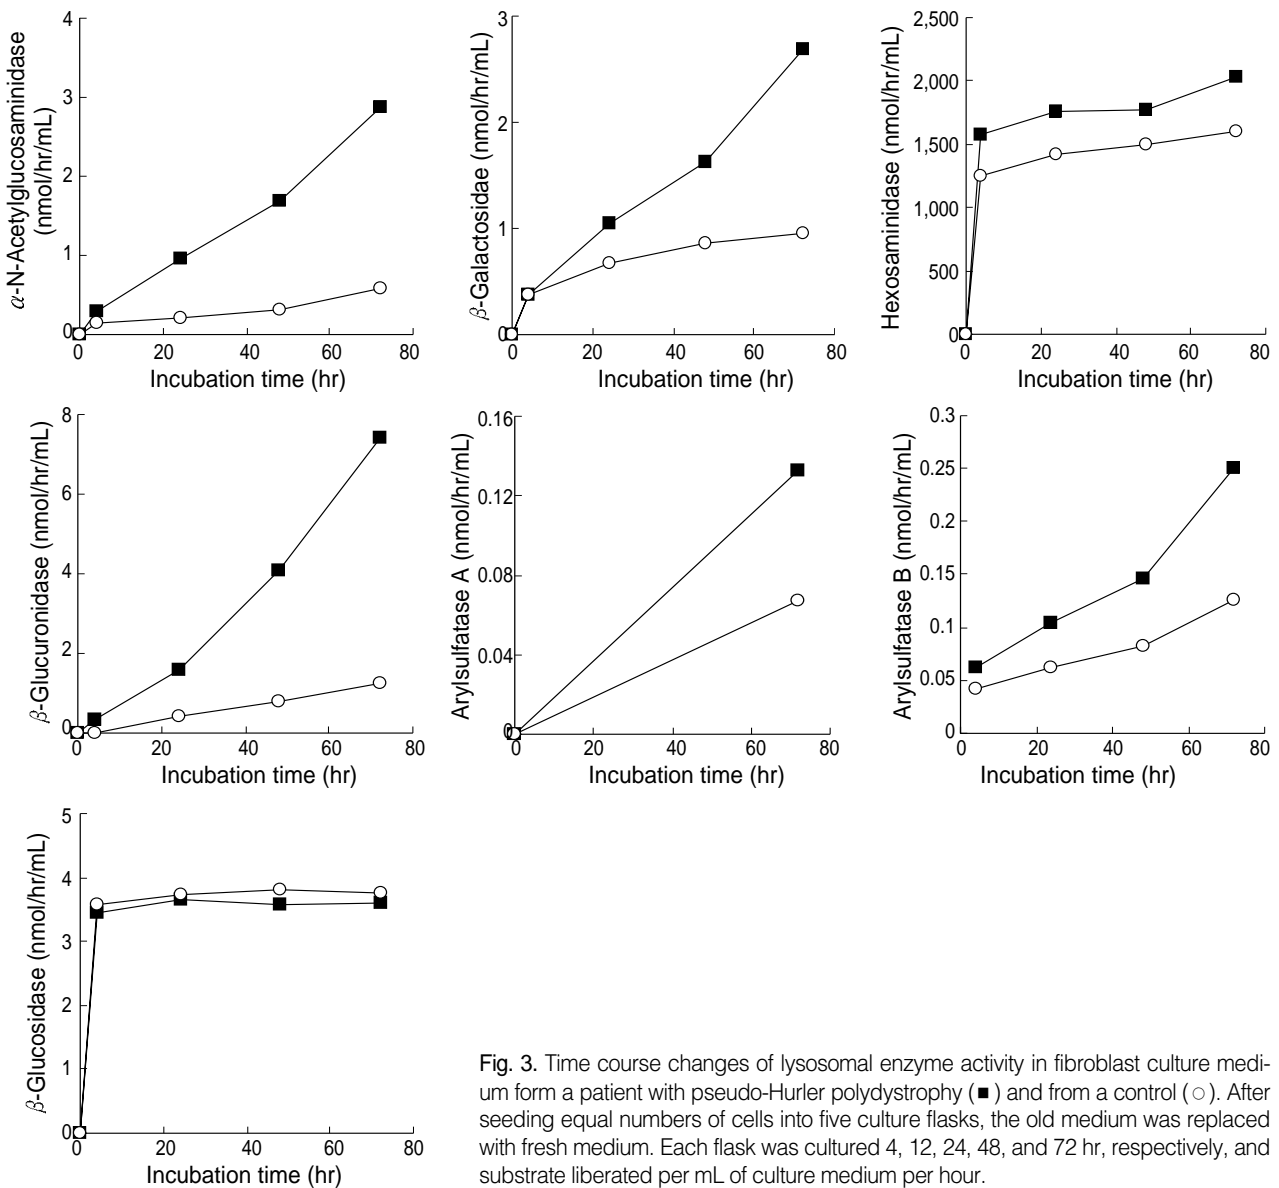 α-N-Acetylglucosaminidase
(nmol/hr/mL)
4
3
2
1
0
0 20 40 60 80
Incubation time (hr)
β-Galactosidae (nmol/hr/mL)
3
2
1
0
0 20 40 60 80
Incubation time (hr)
Hexosaminidase (nmol/hr/mL)
2,500
2,000
1,500
1,000
500
0
0 20 40 60 80
Incubation time (hr)
β-Glucuronidase (nmol/hr/mL)
8
6
4
2
0
0 20 40 60 80
Incubation time (hr)
Arylsulfatase A (nmol/hr/mL)
0.16
0.12
0.08
0.04
0
0 20 40 60 80
Incubation time (hr)
Arylsulfatase B (nmol/hr/mL)
0.3
0.25
0.2
0.15
0.1
0.05
0
0 20 40 60 80
Incubation time (hr)
β-Glucosidase (nmol/hr/mL)
5
4
3
2
1
0
0 20 40 60 80
Incubation time (hr)
Fig. 3. Time course changes of lysosomal enzyme activity in fibroblast culture medi-
um form a patient with pseudo-Hurler polydystrophy (■) and from a control (○). After
seeding equal numbers of cells into five culture flasks, the old medium was replaced
with fresh medium. Each flask was cultured 4, 12, 24, 48, and 72 hr, respectively, and
substrate liberated per mL of culture medium per hour.